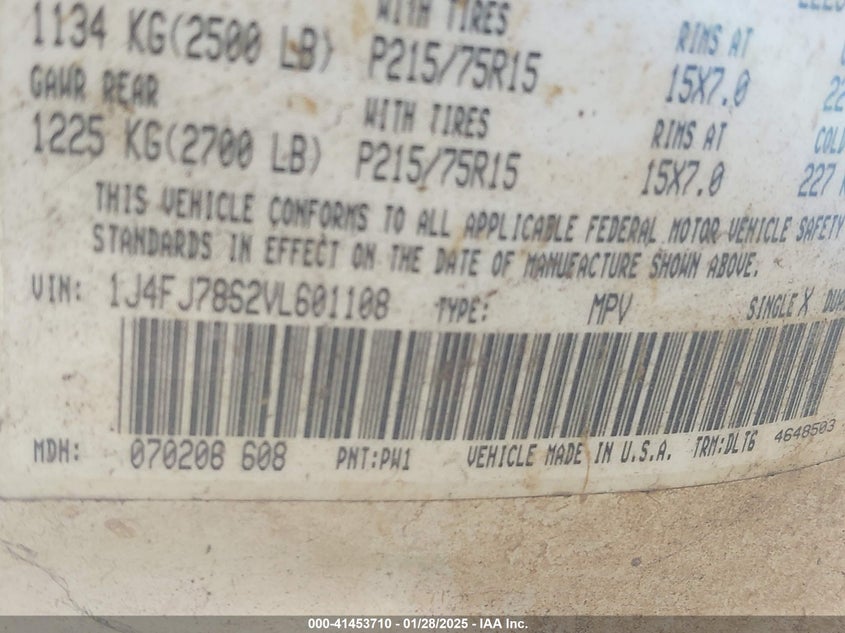 WITH TIRES
1134 KG(2500 LB) P215/75R15 RIMS AT 15X7.0
GAWR REAR WITH TIRES RIMS AT COLD
1225 KG(2700 LB) P215/75R15 15X7.0 227
THIS VEHICLE CONFORMS TO ALL APPLICABLE FEDERAL MOTOR VEHICLE SAFETY
STANDARDS IN EFFECT ON THE DATE OF MANUFACTURE SHOWN ABOVE.
VIN: 1J4FJ78S2VL601108 TYPE: MPV SINGLE X
MDH: 070208 608 PNT:PW1 VEHICLE MADE IN U.S.A. TRM:DLT6 4648503
000-41453710 - 01/28/2025 - IAA Inc.